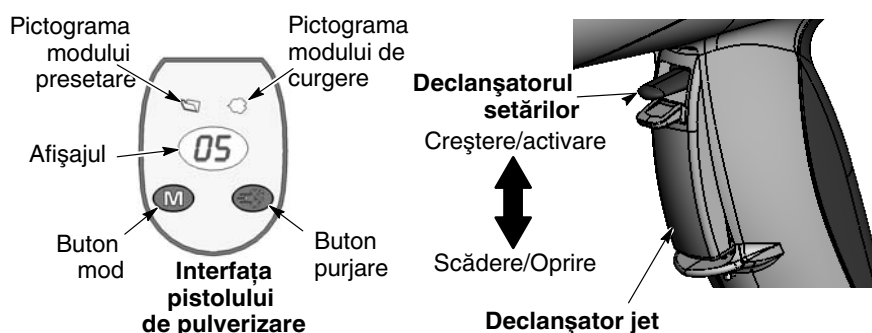 Pictograma
modului
presetare
Pictograma
modului de
curgere
Afişajul
05
M
Buton
mod
Buton
purjare
Interfaţa
pistolului
de pulverizare
Declanşatorul
setărilor
Creştere/activare
Scădere/Oprire
Declanşator jet